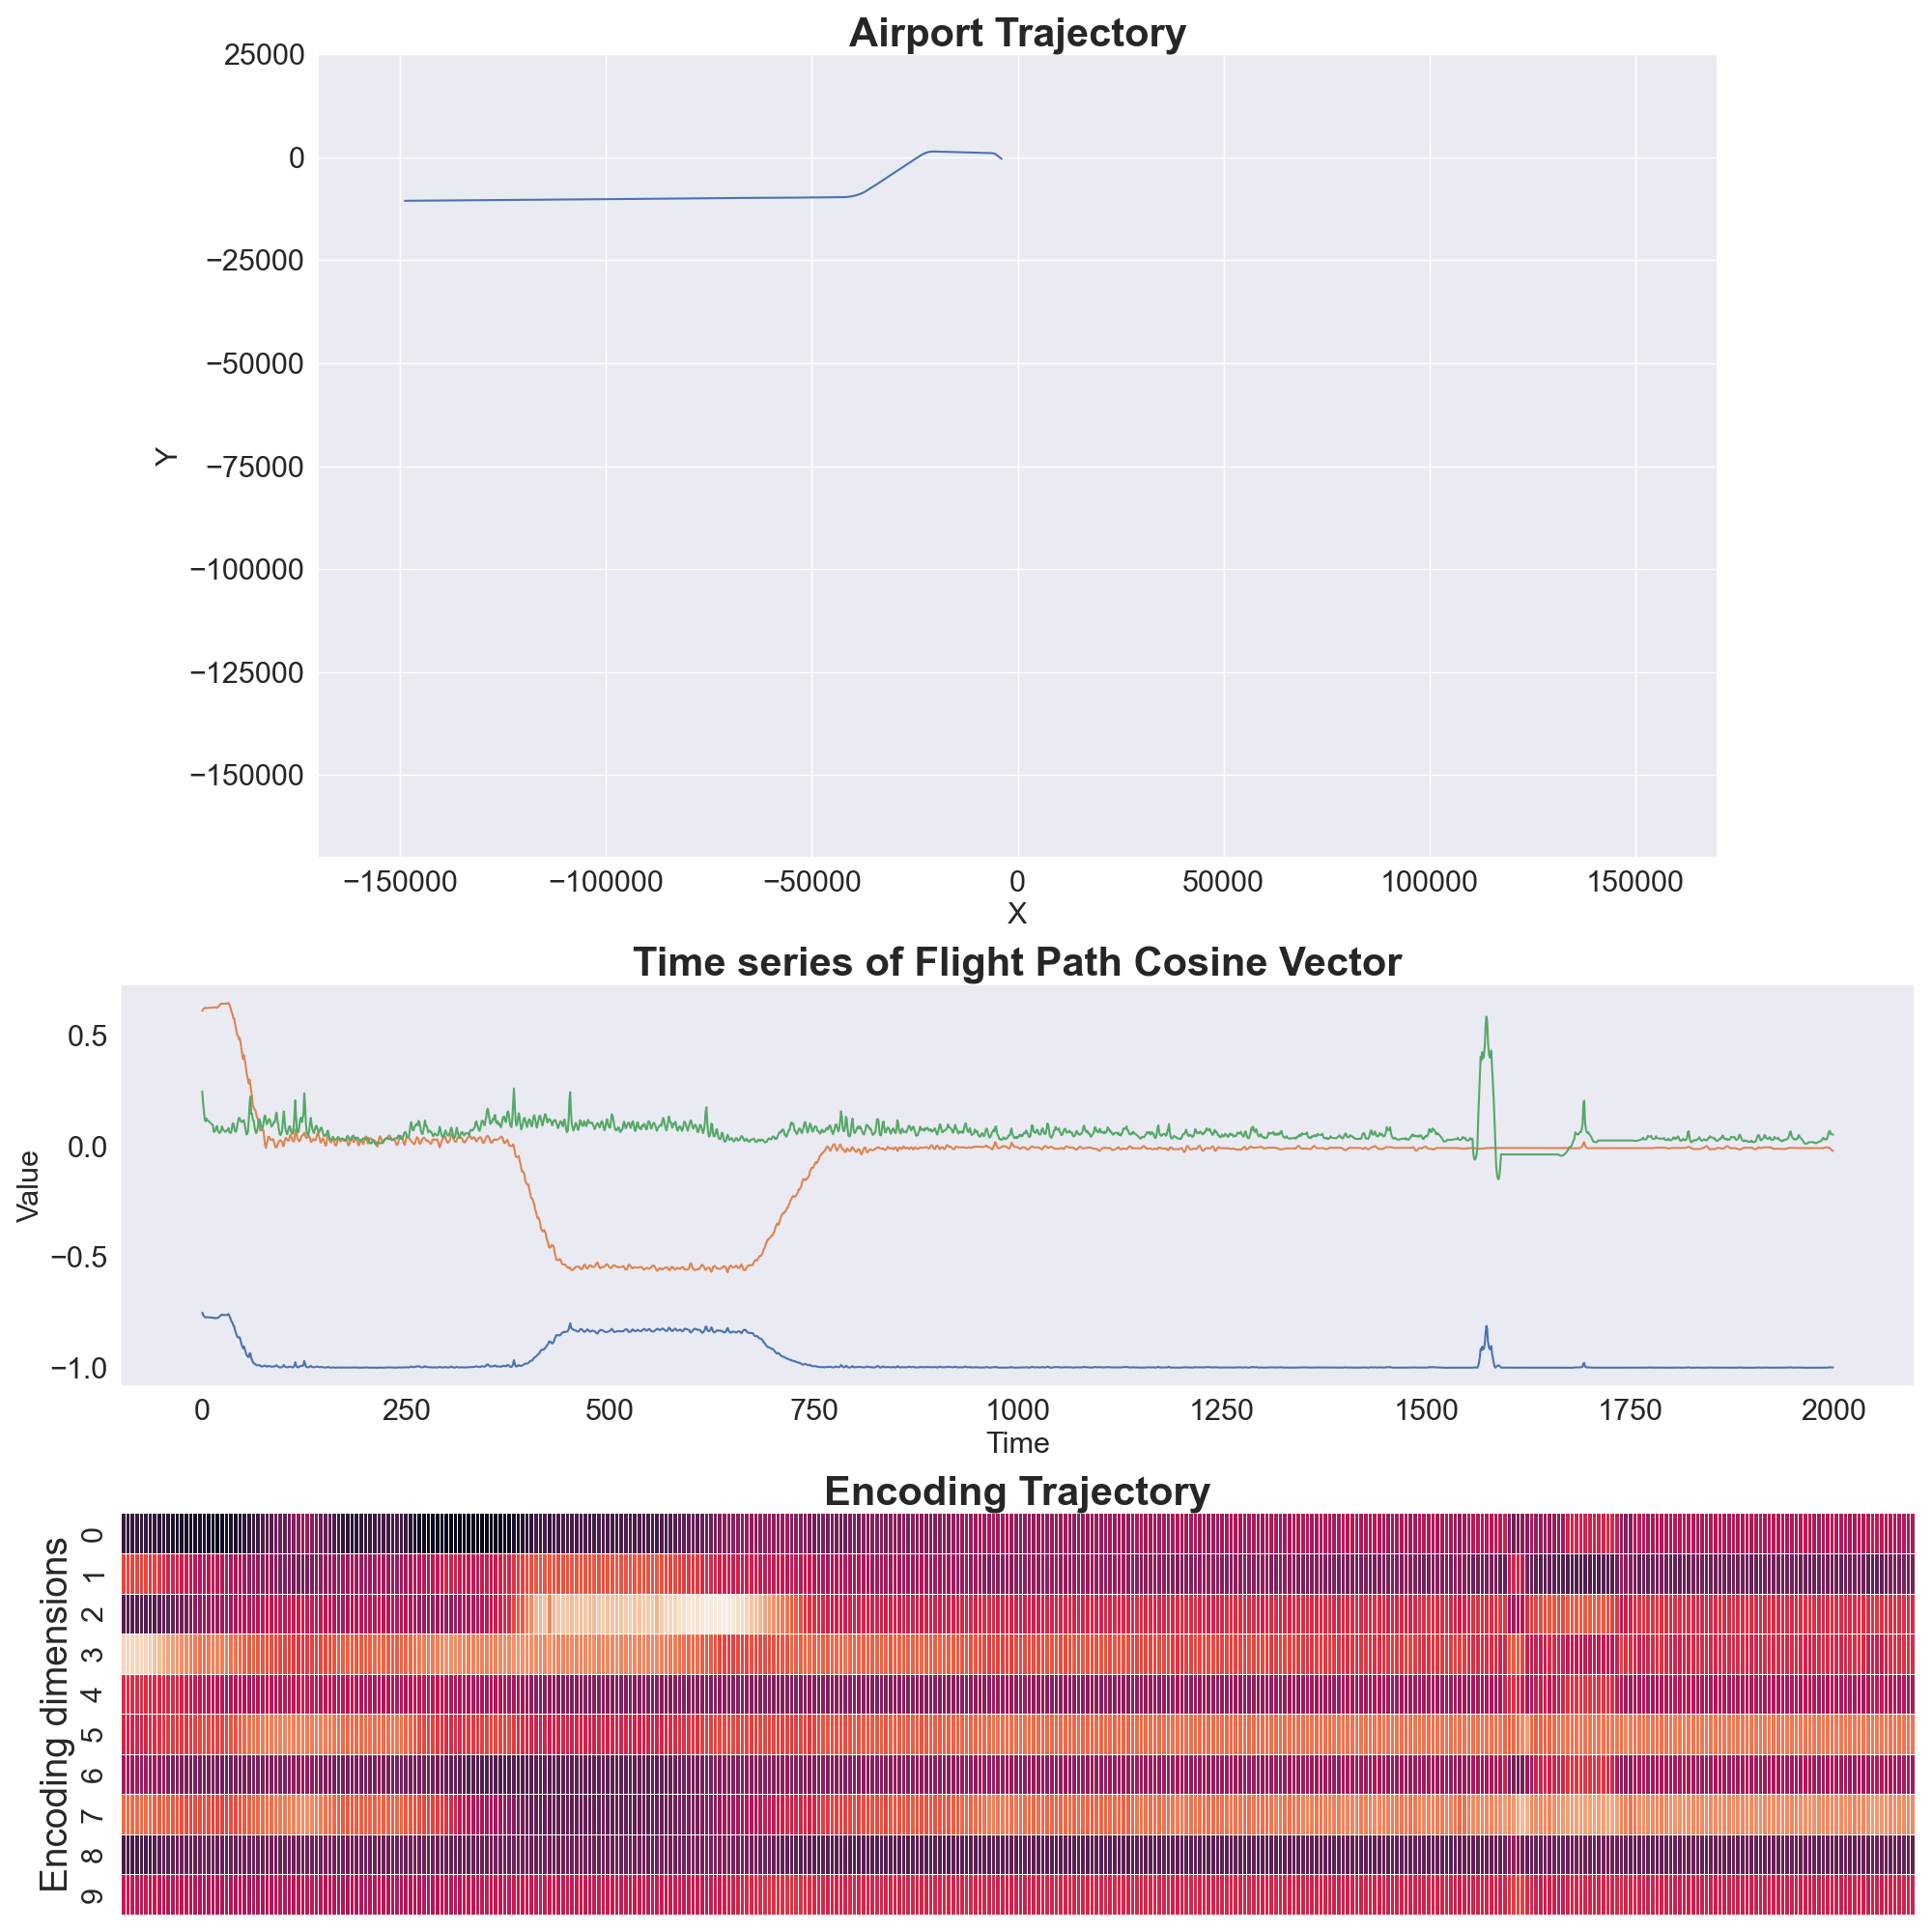 Airport Trajectory
25000
0
−25000
−50000
−75000
−100000
−125000
−150000
Y
−150000 −100000 −50000 0 50000 100000 150000
X
Time series of Flight Path Cosine Vector
0.5
0.0
−0.5
−1.0
Value
0 250 500 750 1000 1250 1500 1750 2000
Time
Encoding Trajectory
Encoding dimensions
0
1
2
3
4
5
6
7
8
9